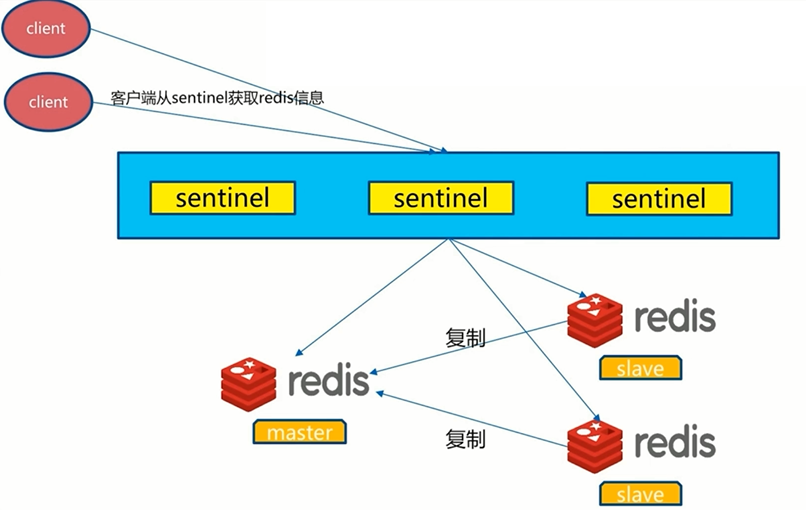 client
client
客户端从sentinel获取redis信息
sentinel
sentinel
sentinel
redis
slave
复制
redis
master
复制
redis
slave